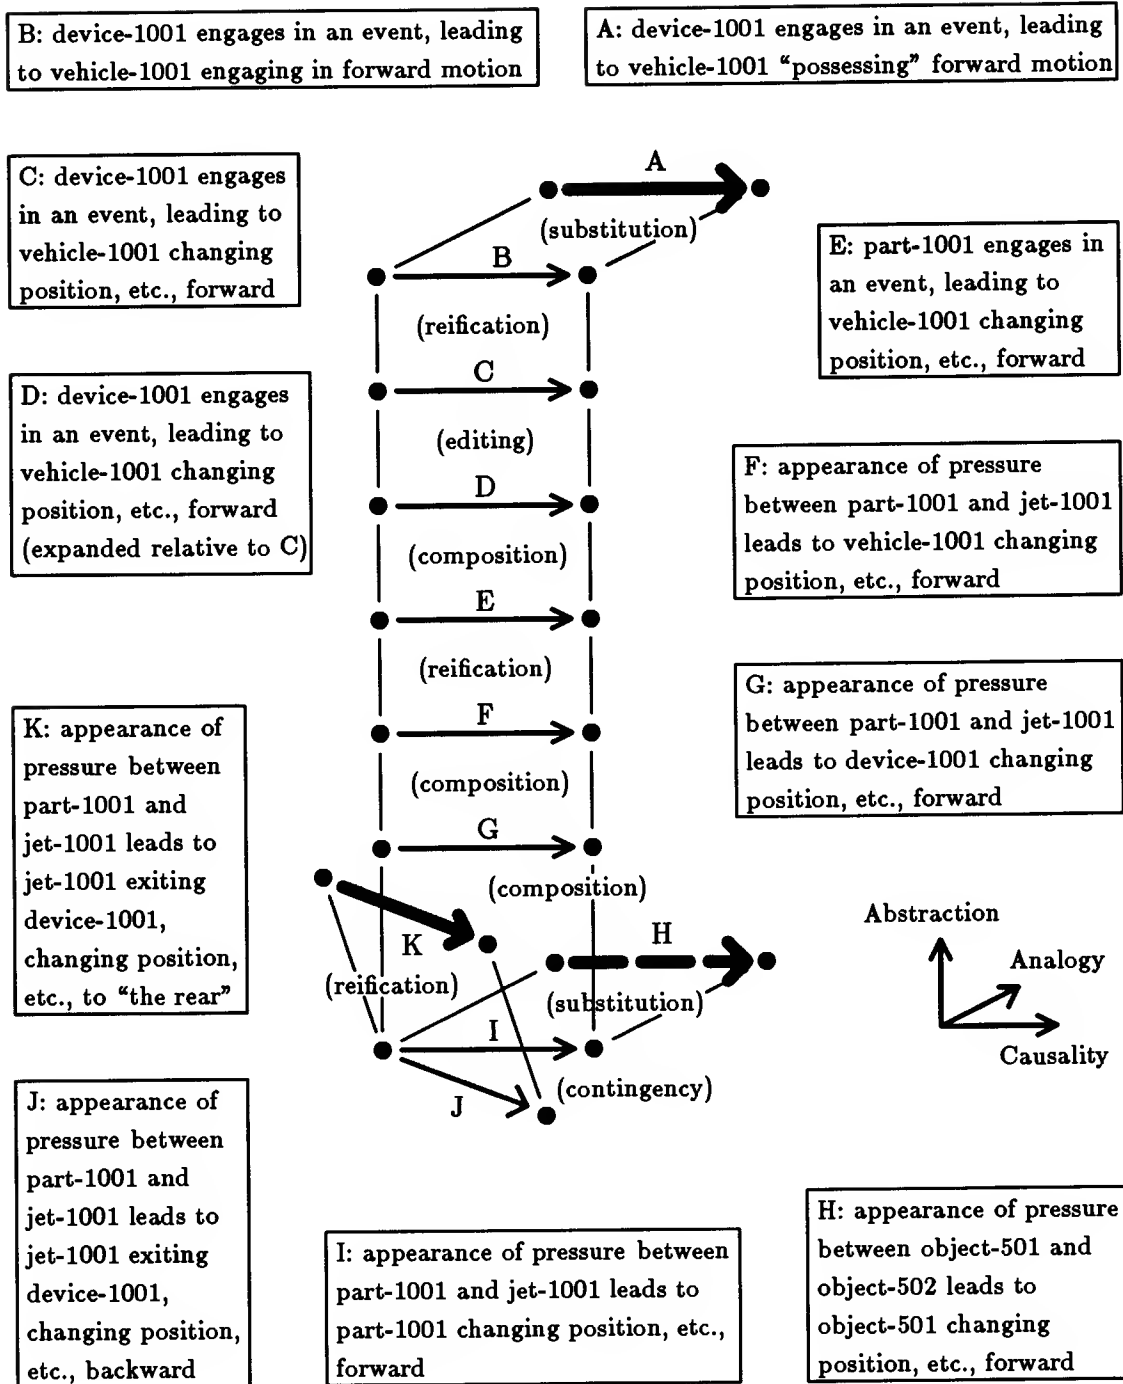 B: device-1001 engages in an event, leading
to vehicle-1001 engaging in forward motion
A: device-1001 engages in an event, leading
to vehicle-1001 “possessing” forward motion
C: device-1001 engages
in an event, leading to
vehicle-1001 changing
position, etc., forward
A
(substitution)
B
E: part-1001 engages in
an event, leading to
vehicle-1001 changing
position, etc., forward
(reification)
C
D: device-1001 engages
in an event, leading to
vehicle-1001 changing
position, etc., forward
(expanded relative to C)
(editing)
D
(composition)
E
F: appearance of pressure
between part-1001 and jet-1001
leads to vehicle-1001 changing
position, etc., forward
(reification)
F
(composition)
G
G: appearance of pressure
between part-1001 and jet-1001
leads to device-1001 changing
position, etc., forward
K: appearance of
pressure between
part-1001 and
jet-1001 leads to
jet-1001 exiting
device-1001,
changing position,
etc., to “the rear”
(composition)
K
H
(reification)
(substitution)
I
J
(contingency)
Abstraction
Analogy
Causality
J: appearance of
pressure between
part-1001 and
jet-1001 leads to
jet-1001 exiting
device-1001,
changing position,
etc., backward
I: appearance of pressure between
part-1001 and jet-1001 leads to
part-1001 changing position, etc.,
forward
H: appearance of pressure
between object-501 and
object-502 leads to
object-501 changing
position, etc., forward